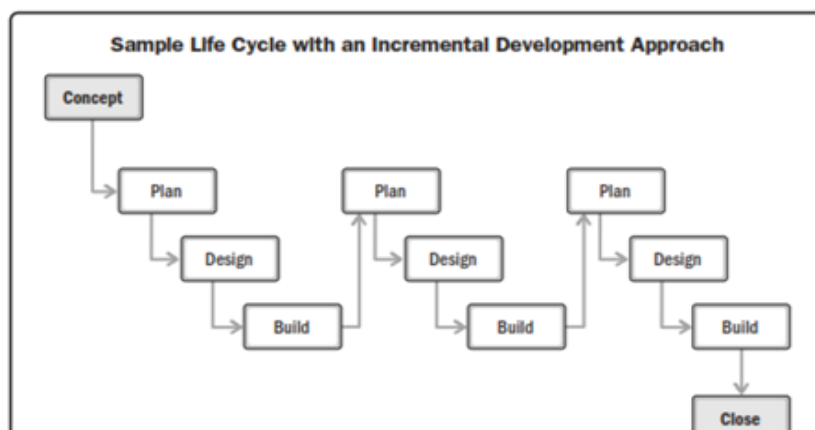 Sample Life Cycle with an Incremental Development Approach
Concept
Plan
Plan
Plan
Design
Design
Design
Build
Build
Build
Close